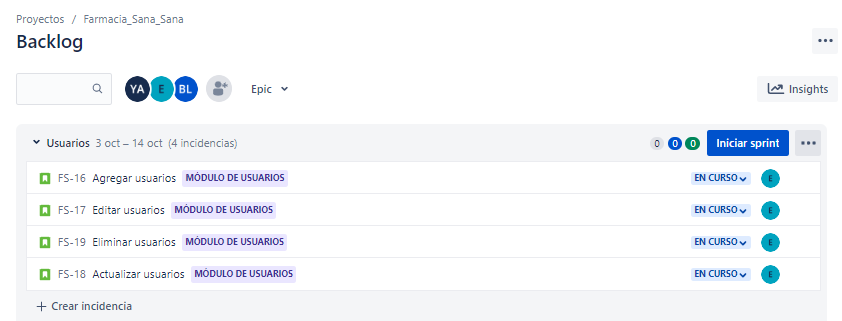 Proyectos / Farmacia_Sana_Sana
Backlog
YA E BL Epic Insights
Usuarios 3 oct – 14 oct (4 incidencias) 0 0 0 Iniciar sprint
FS-16 Agregar usuarios MÓDULO DE USUARIOS EN CURSO E
FS-17 Editar usuarios MÓDULO DE USUARIOS EN CURSO E
FS-19 Eliminar usuarios MÓDULO DE USUARIOS EN CURSO E
FS-18 Actualizar usuarios MÓDULO DE USUARIOS EN CURSO E
+ Crear incidencia